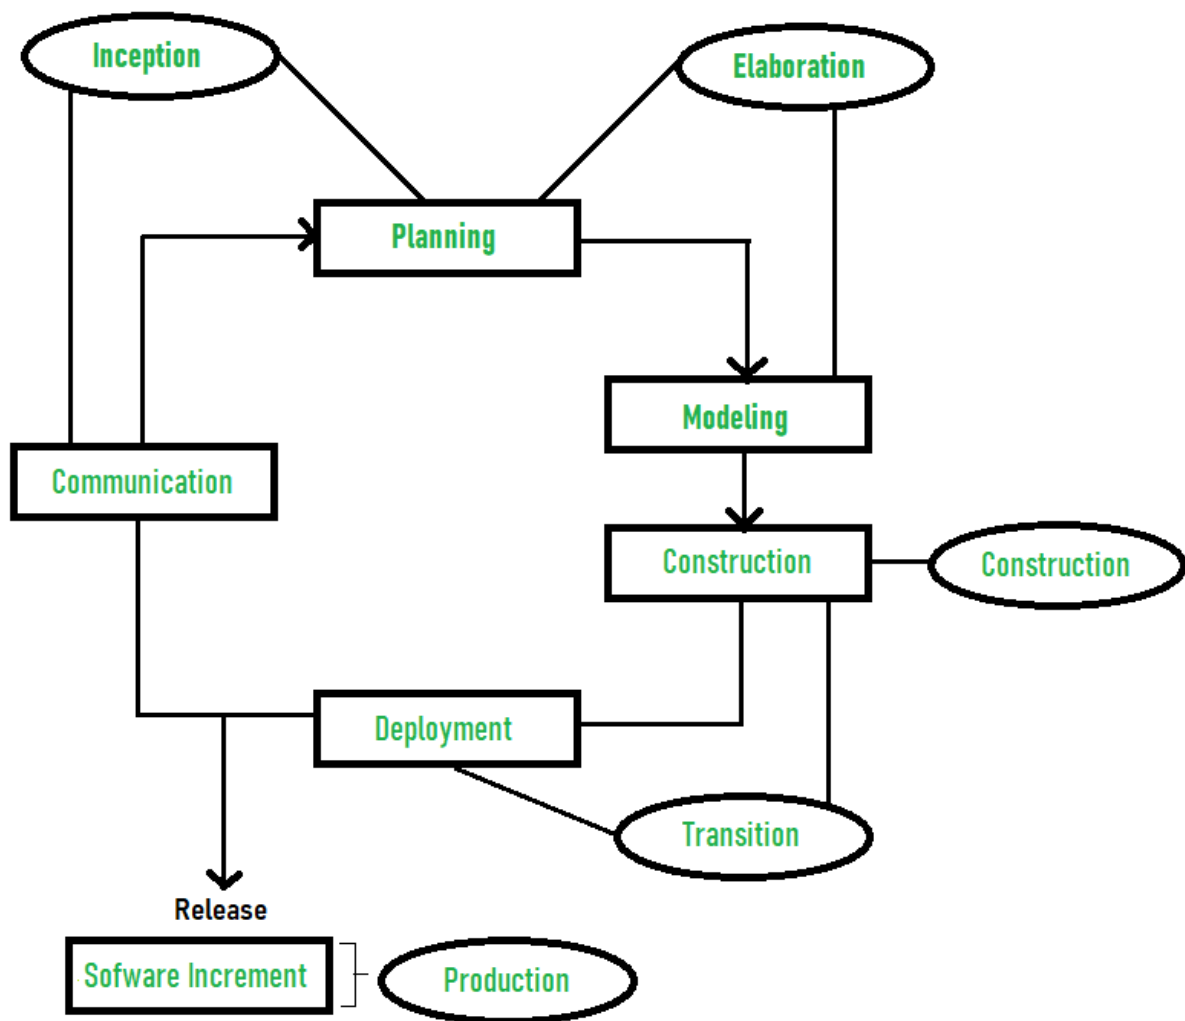 Inception
Elaboration
Planning
Modeling
Communication
Construction
Construction
Deployment
Transition
Release
Sofware Increment
Production